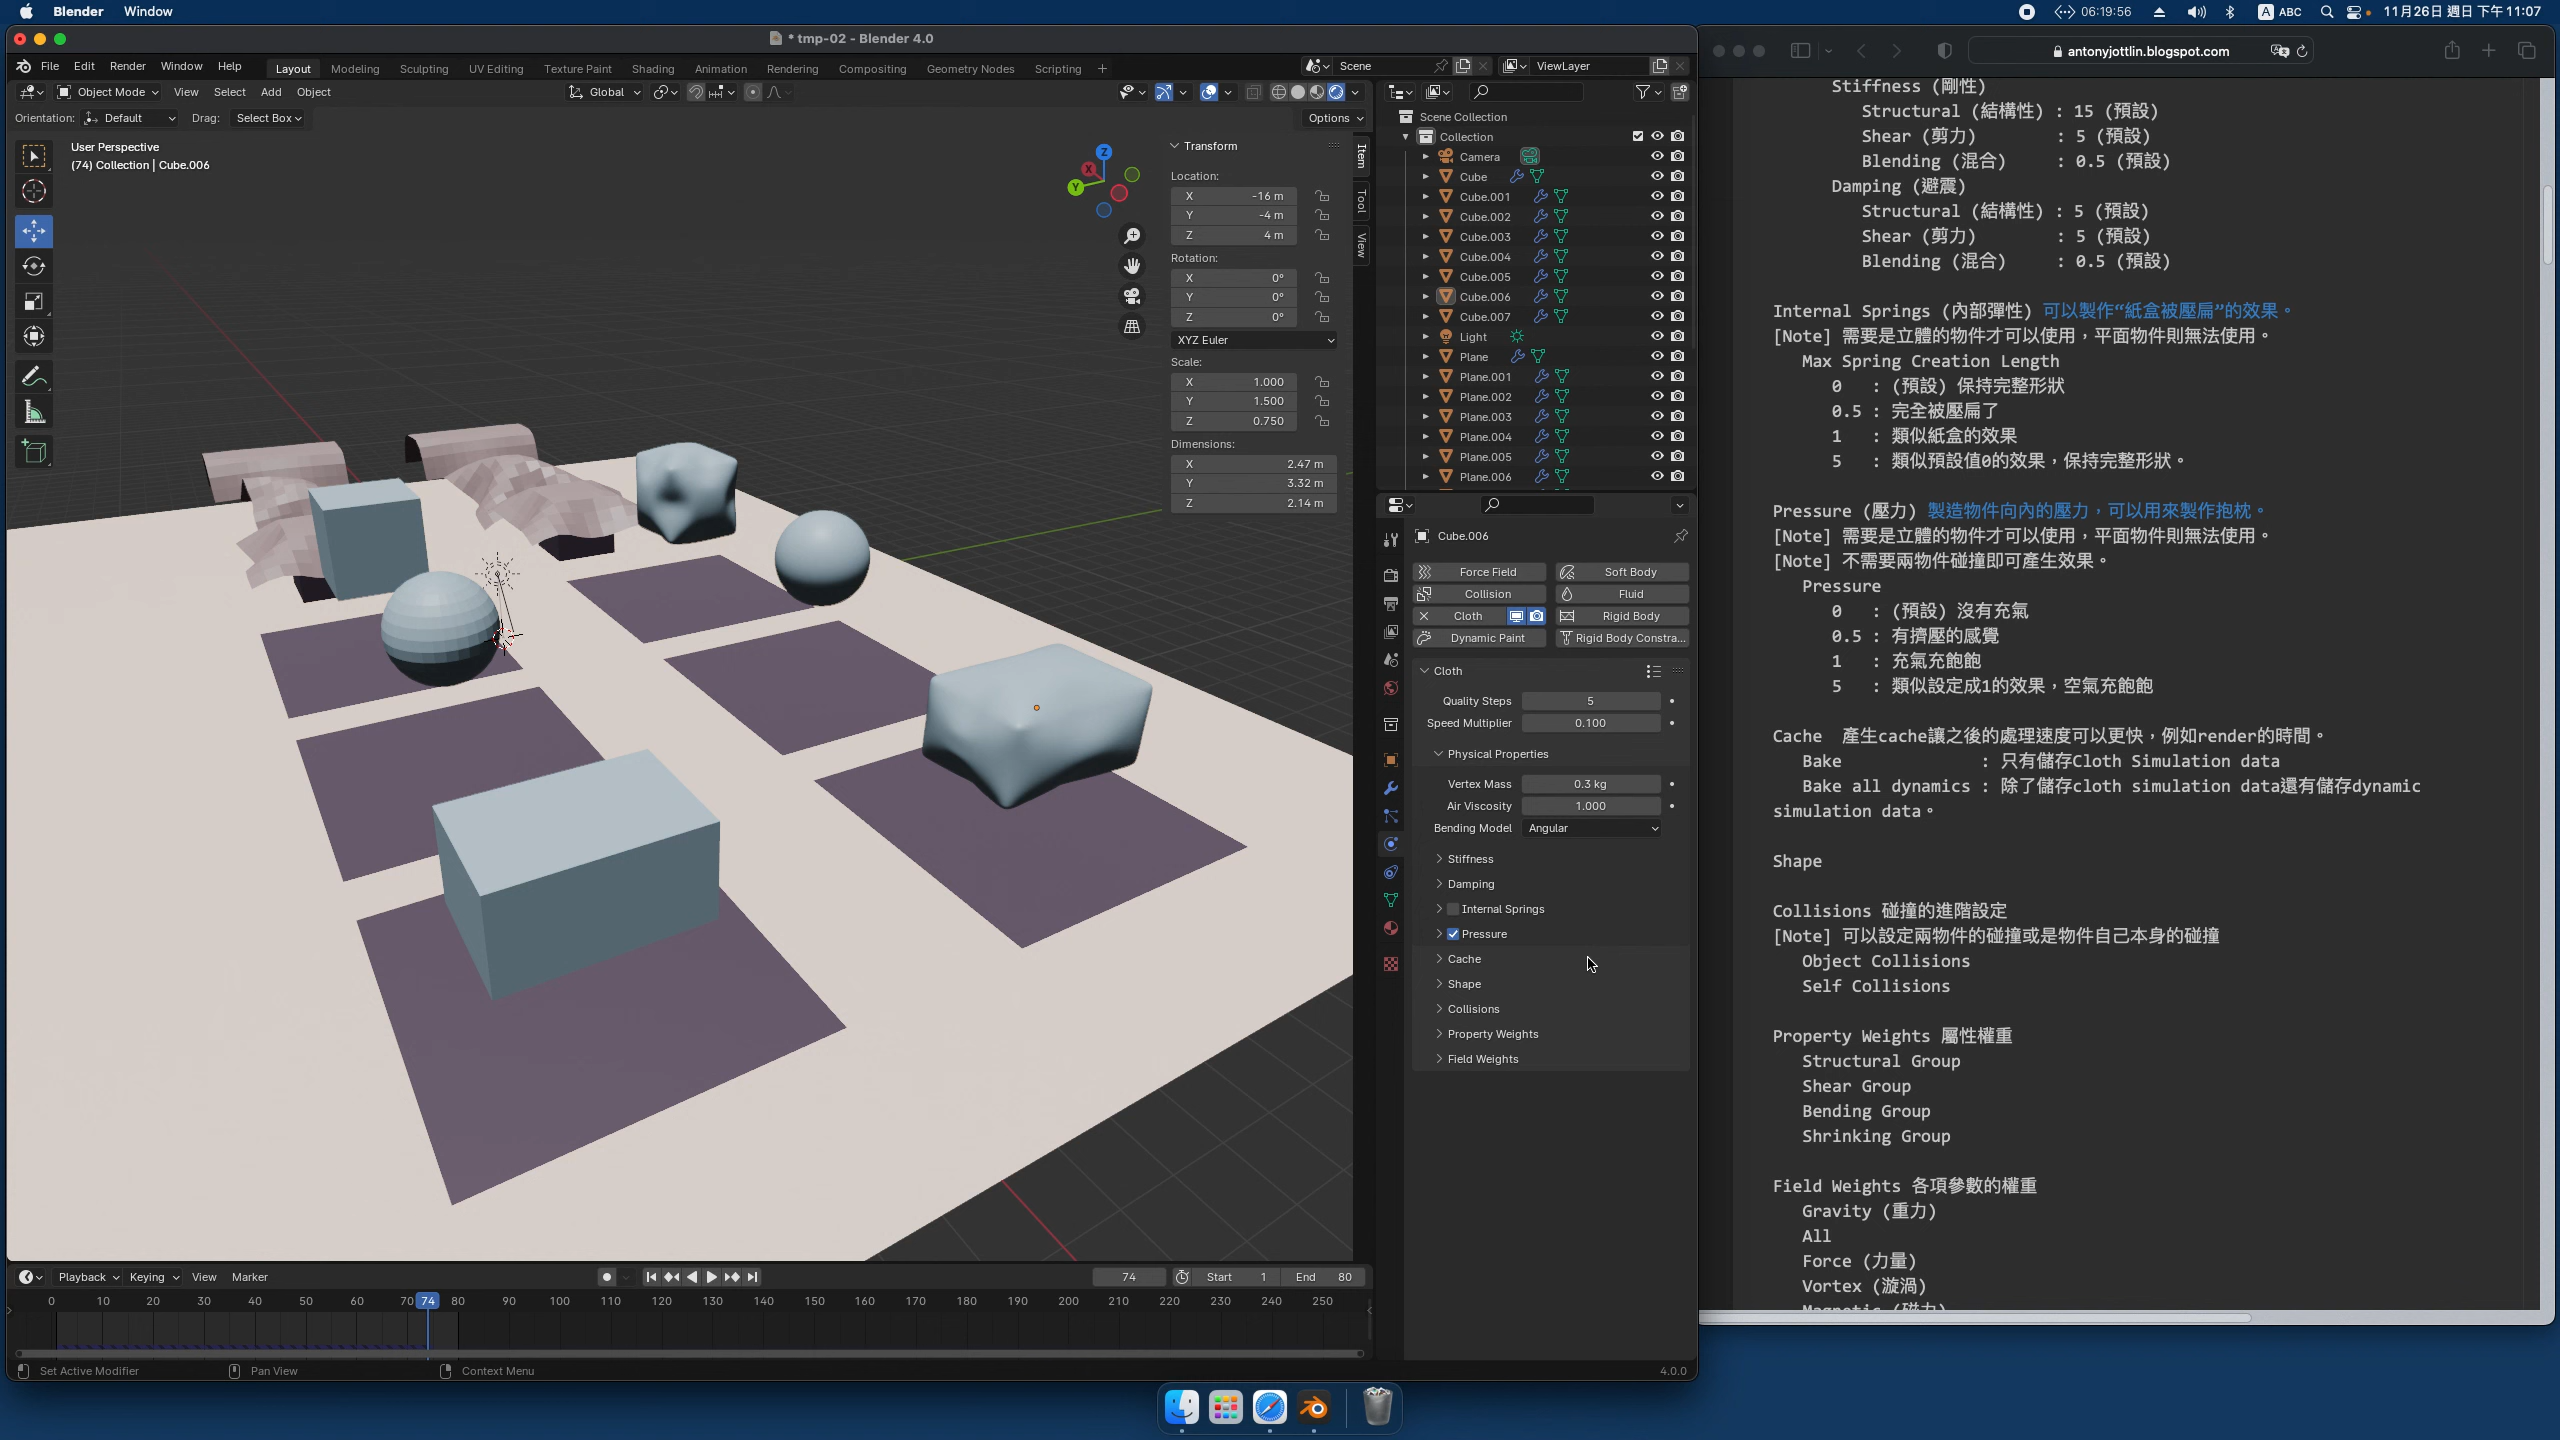 Blender Window
06:19:56
A ABC
11月26日 週日 下午 11:07
* tmp-02 - Blender 4.0
File Edit Render Window Help
Layout Modeling Sculpting UV Editing Texture Paint Shading Animation Rendering Compositing Geometry Nodes Scripting +
Scene
ViewLayer
Object Mode View Select Add Object
Global
Orientation: Default Drag: Select Box
Options
User Perspective
(74) Collection | Cube.006
Z
X
Y
Transform
Location:
X -16 m
Y -4 m
Z 4 m
Rotation:
X 0°
Y 0°
Z 0°
XYZ Euler
Scale:
X 1.000
Y 1.500
Z 0.750
Dimensions:
X 2.47 m
Y 3.32 m
Z 2.14 m
Item
Tool
View
Scene Collection
Collection
Camera
Cube
Cube.001
Cube.002
Cube.003
Cube.004
Cube.005
Cube.006
Cube.007
Light
Plane
Plane.001
Plane.002
Plane.003
Plane.004
Plane.005
Plane.006
Cube.006
Force Field Soft Body
Collision Fluid
Cloth Rigid Body
Dynamic Paint Rigid Body Constra...
Cloth
Quality Steps 5
Speed Multiplier 0.100
Physical Properties
Vertex Mass 0.3 kg
Air Viscosity 1.000
Bending Model Angular
Stiffness
Damping
Internal Springs
Pressure
Cache
Shape
Collisions
Property Weights
Field Weights
Playback Keying View Marker
74 Start 1 End 80
0 10 20 30 40 50 60 70 74 80 90 100 110 120 130 140 150 160 170 180 190 200 210 220 230 240 250
Set Active Modifier Pan View Context Menu
4.0.0
antonyjottlin.blogspot.com
Stiffness (剛性)
Structural (結構性) : 15 (預設)
Shear (剪力) : 5 (預設)
Blending (混合) : 0.5 (預設)
Damping (避震)
Structural (結構性) : 5 (預設)
Shear (剪力) : 5 (預設)
Blending (混合) : 0.5 (預設)
Internal Springs (內部彈性) 可以製作“紙盒被壓扁”的效果。
[Note] 需要是立體的物件才可以使用，平面物件則無法使用。
Max Spring Creation Length
0 : (預設) 保持完整形狀
0.5 : 完全被壓扁了
1 : 類似紙盒的效果
5 : 類似預設值0的效果，保持完整形狀。
Pressure (壓力) 製造物件向內的壓力，可以用來製作抱枕。
[Note] 需要是立體的物件才可以使用，平面物件則無法使用。
[Note] 不需要兩物件碰撞即可產生效果。
Pressure
0 : (預設) 沒有充氣
0.5 : 有擠壓的感覺
1 : 充氣充飽飽
5 : 類似設定成1的效果，空氣充飽飽
Cache 產生cache讓之後的處理速度可以更快，例如render的時間。
Bake : 只有儲存Cloth Simulation data
Bake all dynamics : 除了儲存cloth simulation data還有儲存dynamic
simulation data。
Shape
Collisions 碰撞的進階設定
[Note] 可以設定兩物件的碰撞或是物件自己本身的碰撞
Object Collisions
Self Collisions
Property Weights 屬性權重
Structural Group
Shear Group
Bending Group
Shrinking Group
Field Weights 各項參數的權重
Gravity (重力)
All
Force (力量)
Vortex (漩渦)
Magnetic (磁力)